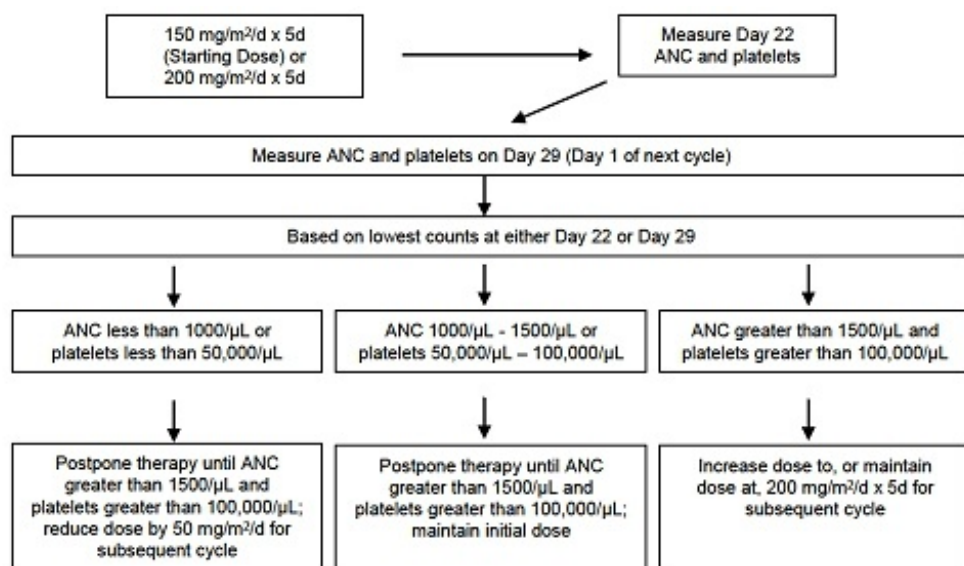 150 mg/m²/d x 5d
(Starting Dose) or
200 mg/m²/d x 5d
Measure Day 22
ANC and platelets
Measure ANC and platelets on Day 29 (Day 1 of next cycle)
Based on lowest counts at either Day 22 or Day 29
ANC less than 1000/µL or
platelets less than 50,000/µL
ANC 1000/µL - 1500/µL or
platelets 50,000/µL – 100,000/µL
ANC greater than 1500/µL and
platelets greater than 100,000/µL
Postpone therapy until ANC
greater than 1500/µL and
platelets greater than 100,000/µL;
reduce dose by 50 mg/m²/d for
subsequent cycle
Postpone therapy until ANC
greater than 1500/µL and
platelets greater than 100,000/µL;
maintain initial dose
Increase dose to, or maintain
dose at, 200 mg/m²/d x 5d for
subsequent cycle